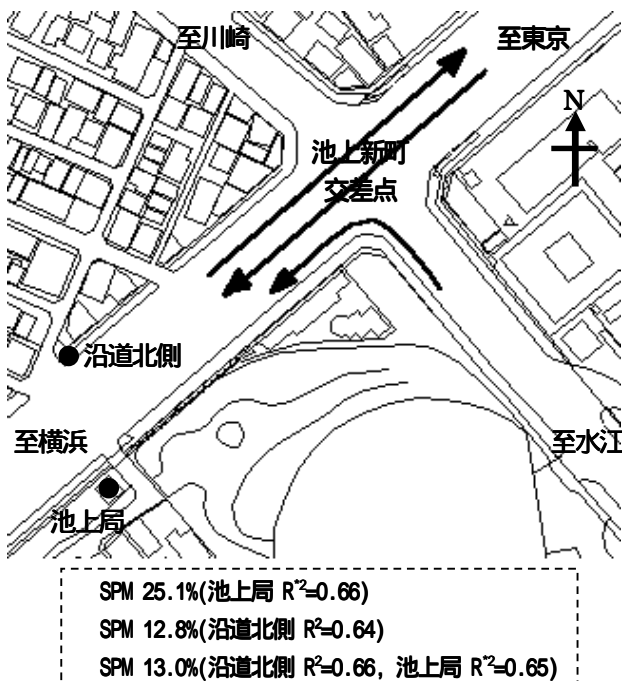 至川崎
至東京
N
池上新町
交差点
沿道北側
至横浜
至水江
池上局
SPM 25.1%(池上局 R*²=0.66)
SPM 12.8%(沿道北側 R²=0.64)
SPM 13.0%(沿道北側 R²=0.66, 池上局 R*²=0.65)